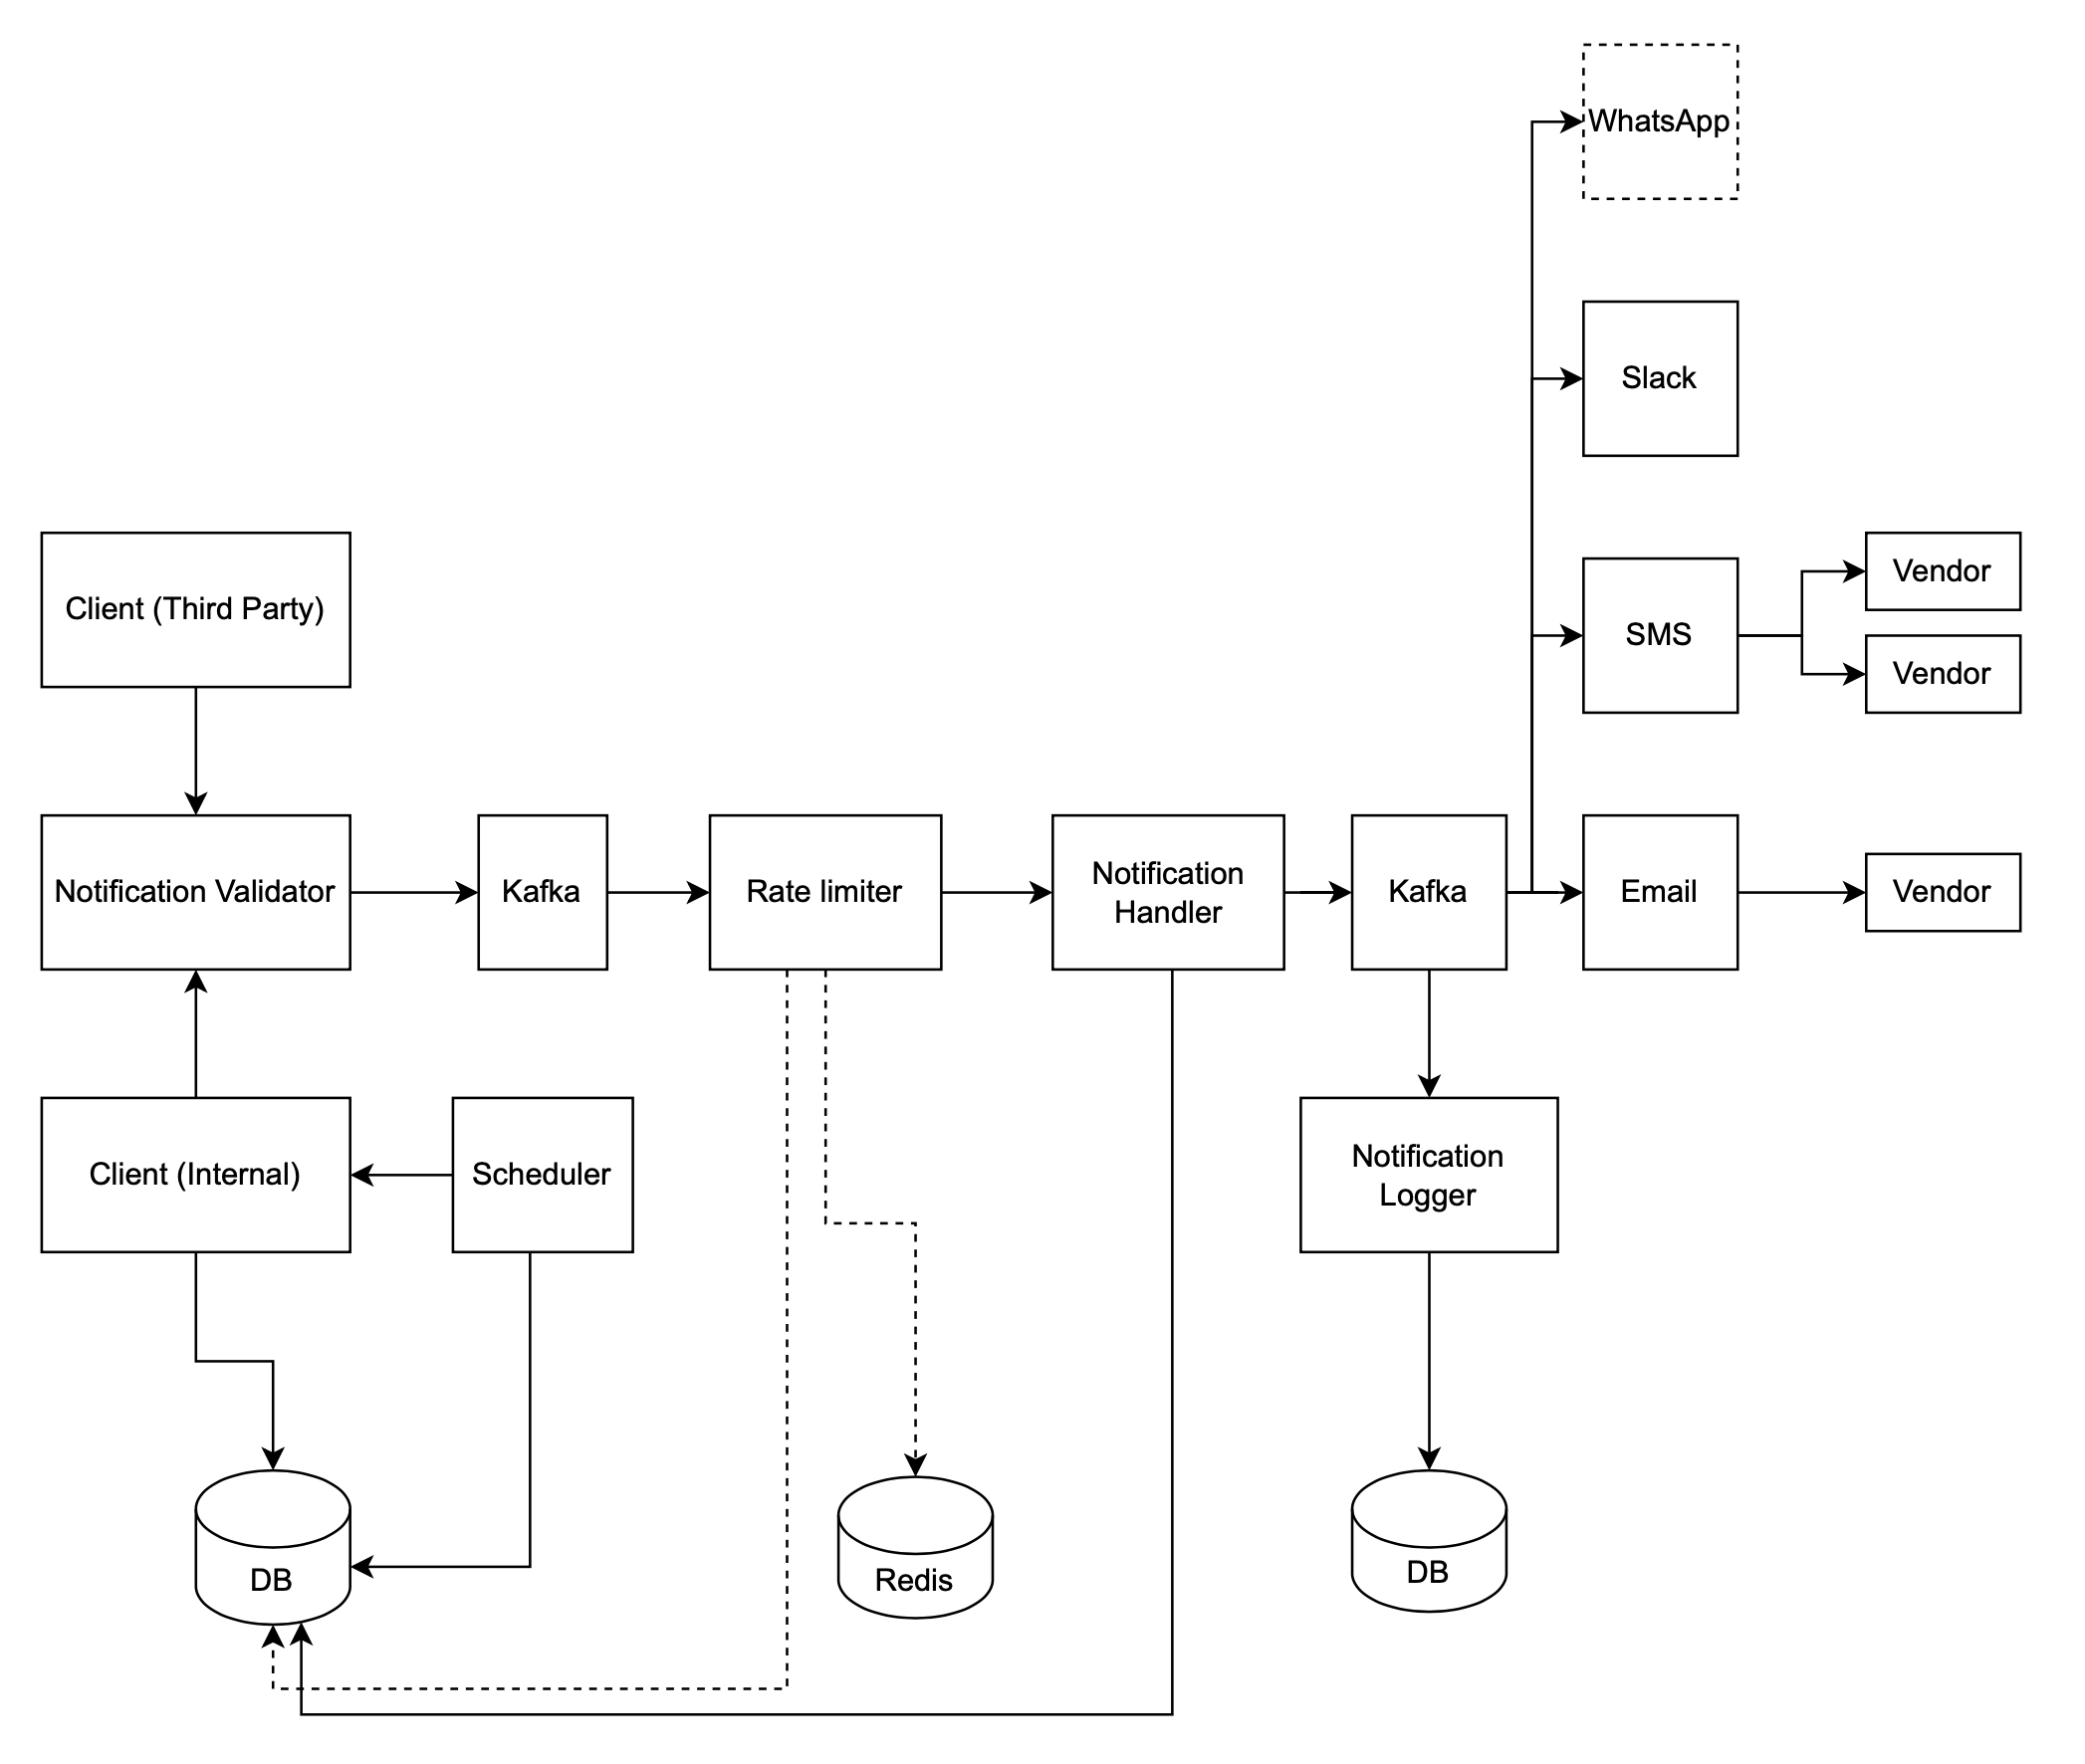 WhatsApp
Slack
Client (Third Party)
SMS
Vendor
Vendor
Notification Validator
Kafka
Rate limiter
Notification
Handler
Kafka
Email
Vendor
Client (Internal)
Scheduler
Notification
Logger
DB
Redis
DB